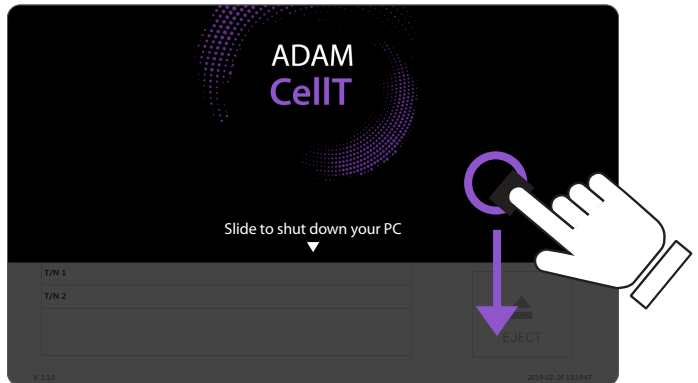 ADAM
CellT
Slide to shut down your PC
T/N 1
T/N 2
EJECT
V. 1.1.0
2019-02-26 13:19:47